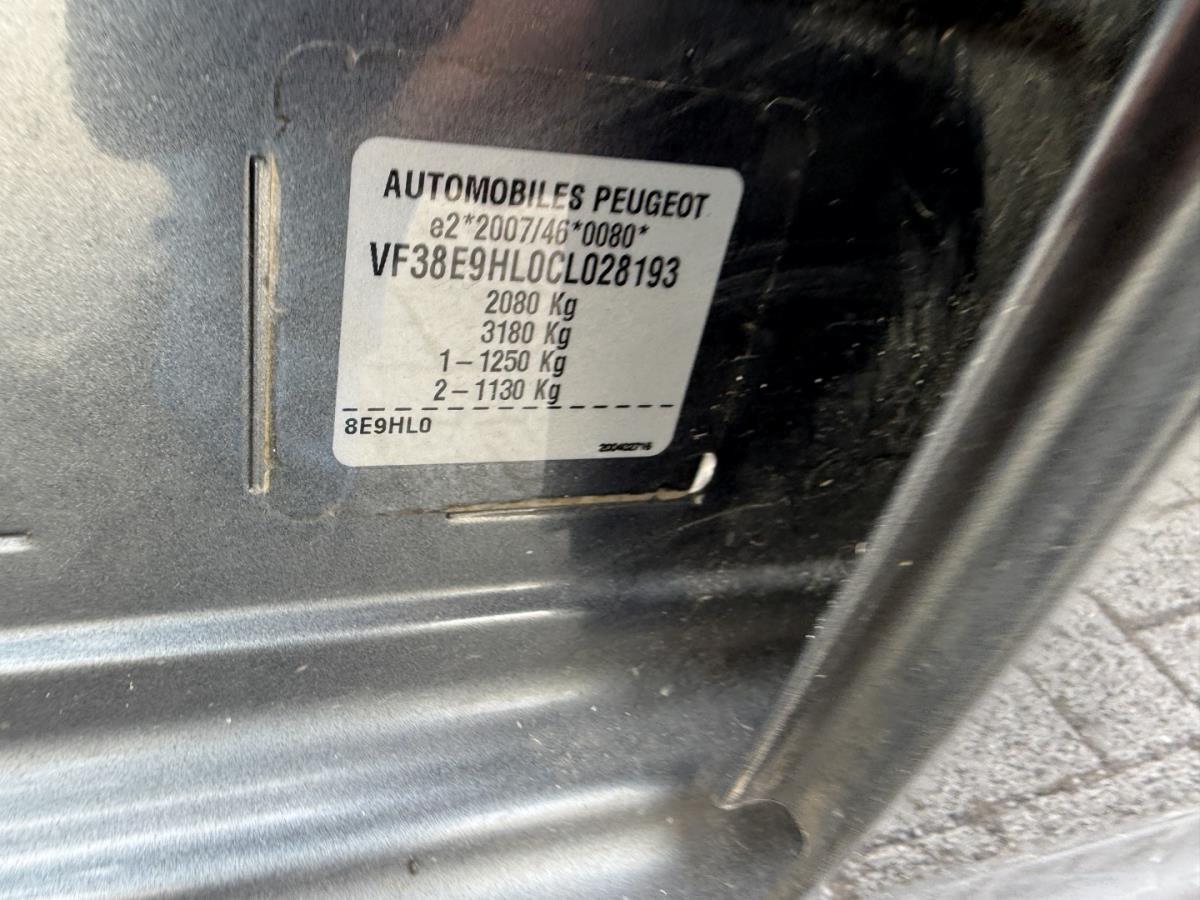 AUTOMOBILES PEUGEOT
e2*2007/46*0080*
VF38E9HL0CL028193
2080 Kg
3180 Kg
1-1250 Kg
2-1130 Kg
8E9HL0